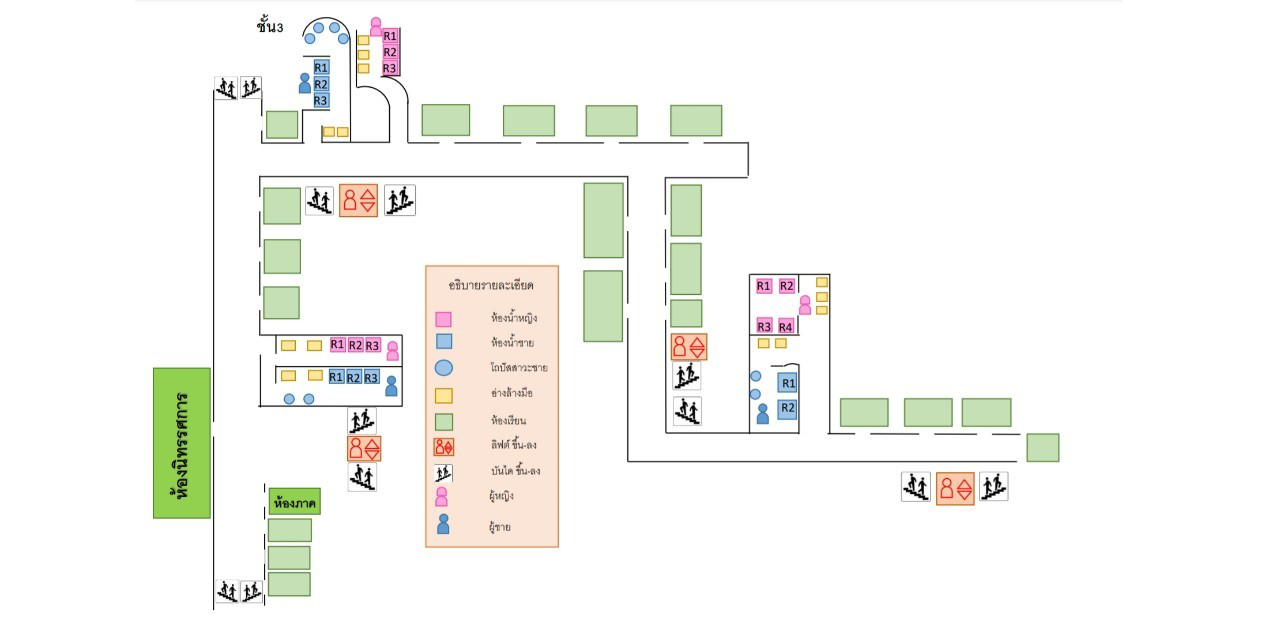 ชั้น3
R1
R2
R3
R1
R2
R3
R1 R2 R3
R1 R2 R3
ห้องนิทรรศการ
ห้องภาค
อธิบายรายละเอียด
ห้องน้ำหญิง
ห้องน้ำชาย
โถปัสสาวะชาย
อ่างล้างมือ
ห้องเรียน
ลิฟต์ ขึ้น-ลง
บันได ขึ้น-ลง
ผู้หญิง
ผู้ชาย
R1 R2
R3 R4
R1
R2